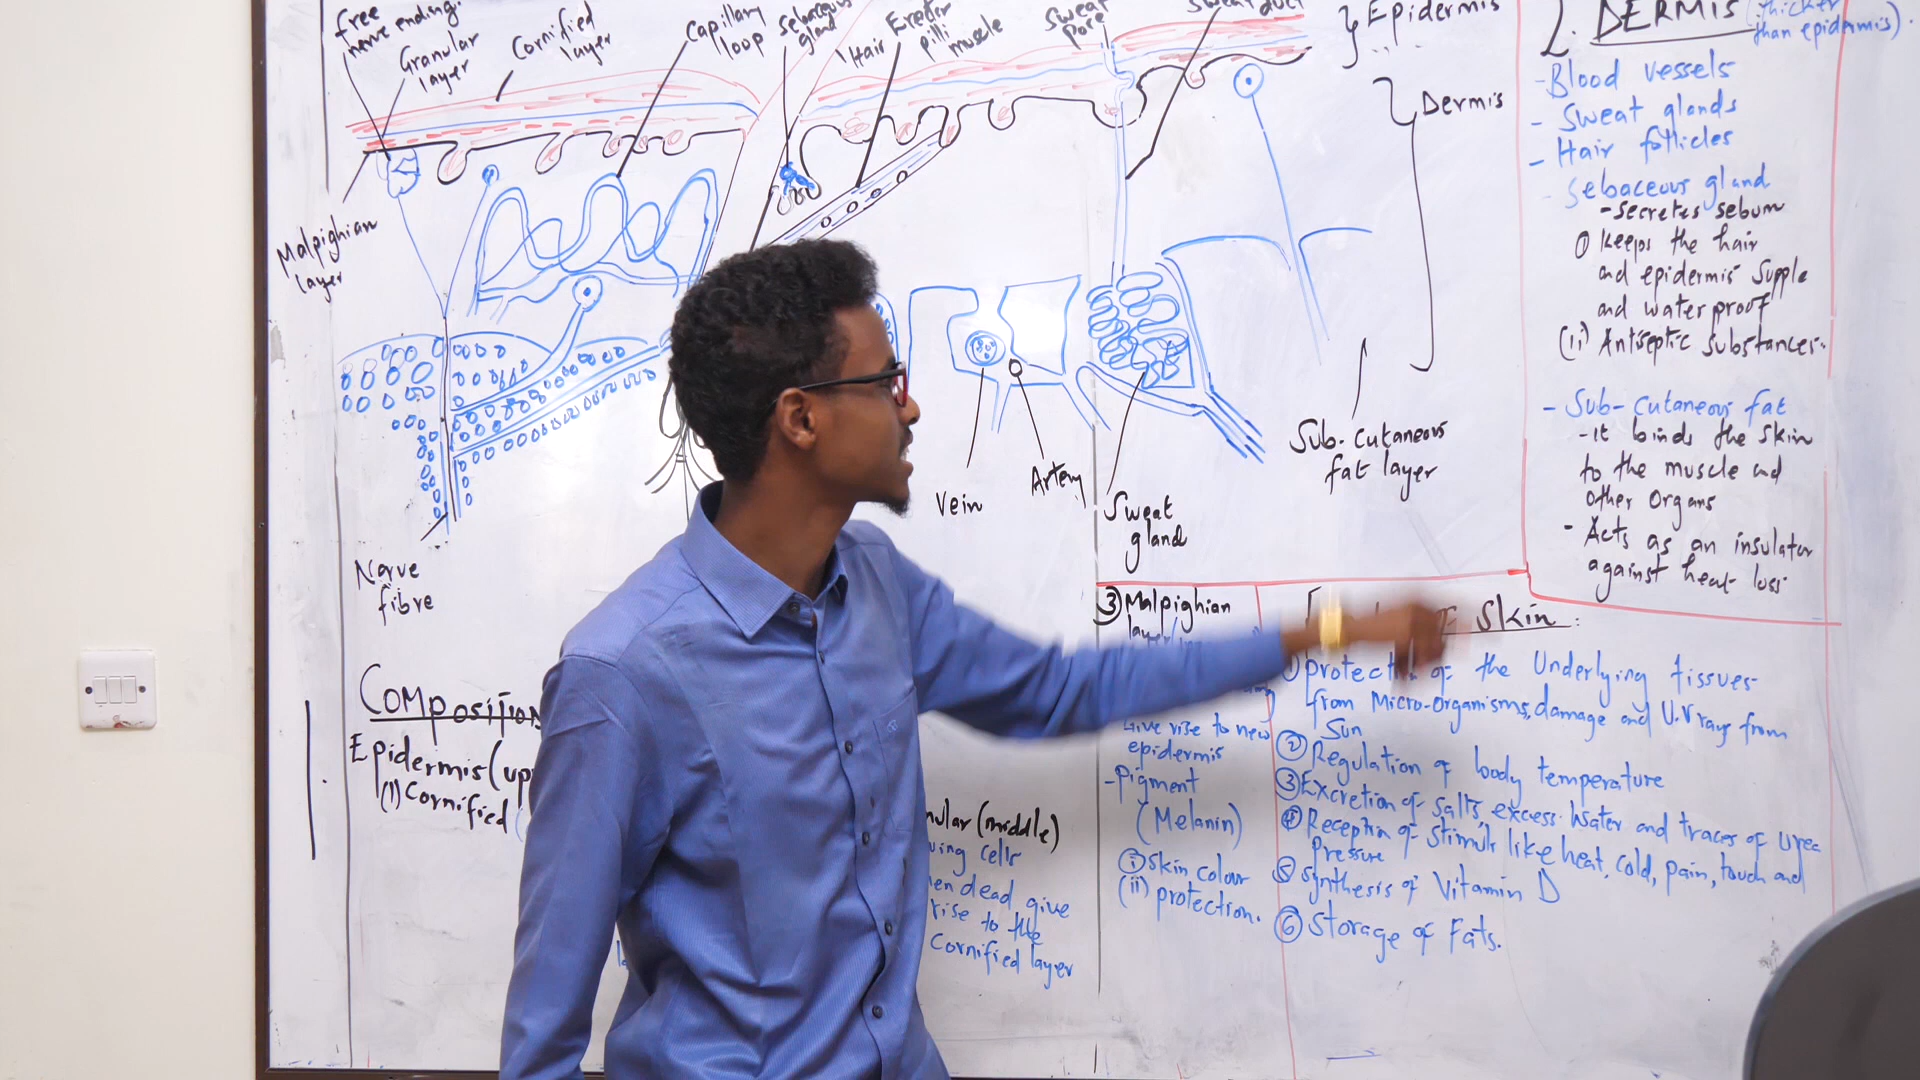 free
nerve ending.
Granular
layer
Cornified
layer
Capillary
loop
Sebaceous
gland
Hair
Erector
pilli
muscle
Sweat
Pore
Sweat duct
Epidermis
Dermis
Malpighian
layer
Nerve
fibre
Vein
Artery
Sweat
gland
Sub-cutaneous
fat layer
2. DERMIS (thicker
than epidermis).
- Blood vessels
- Sweat glands
- Hair follicles
- Sebaceous gland
- secretes sebum
(i) keeps the hair
and epidermis supple
and waterproof
(ii) Antiseptic substances.
- Sub-cutaneous fat
- it binds the skin
to the muscle and
other organs
- Acts as an insulator
against heat loss
Composition
1.
Epidermis (up
(i) Cornified
nular (middle)
ving cells
en dead give
rise to the
Cornified layer
③ Malpighian
layer
Give rise to new
epidermis
- Pigment
(Melanin)
(i) Skin colour
(ii) protection.
skin:
① protection of the Underlying tissues
from Micro-organisms, damage and U.V rays from
Sun
② Regulation of body temperature
③ Excretion of salts, excess water and traces of Urea
④ Reception of stimuli like heat, cold, pain, touch and
pressure
⑤ synthesis of Vitamin D
⑥ Storage of Fats.